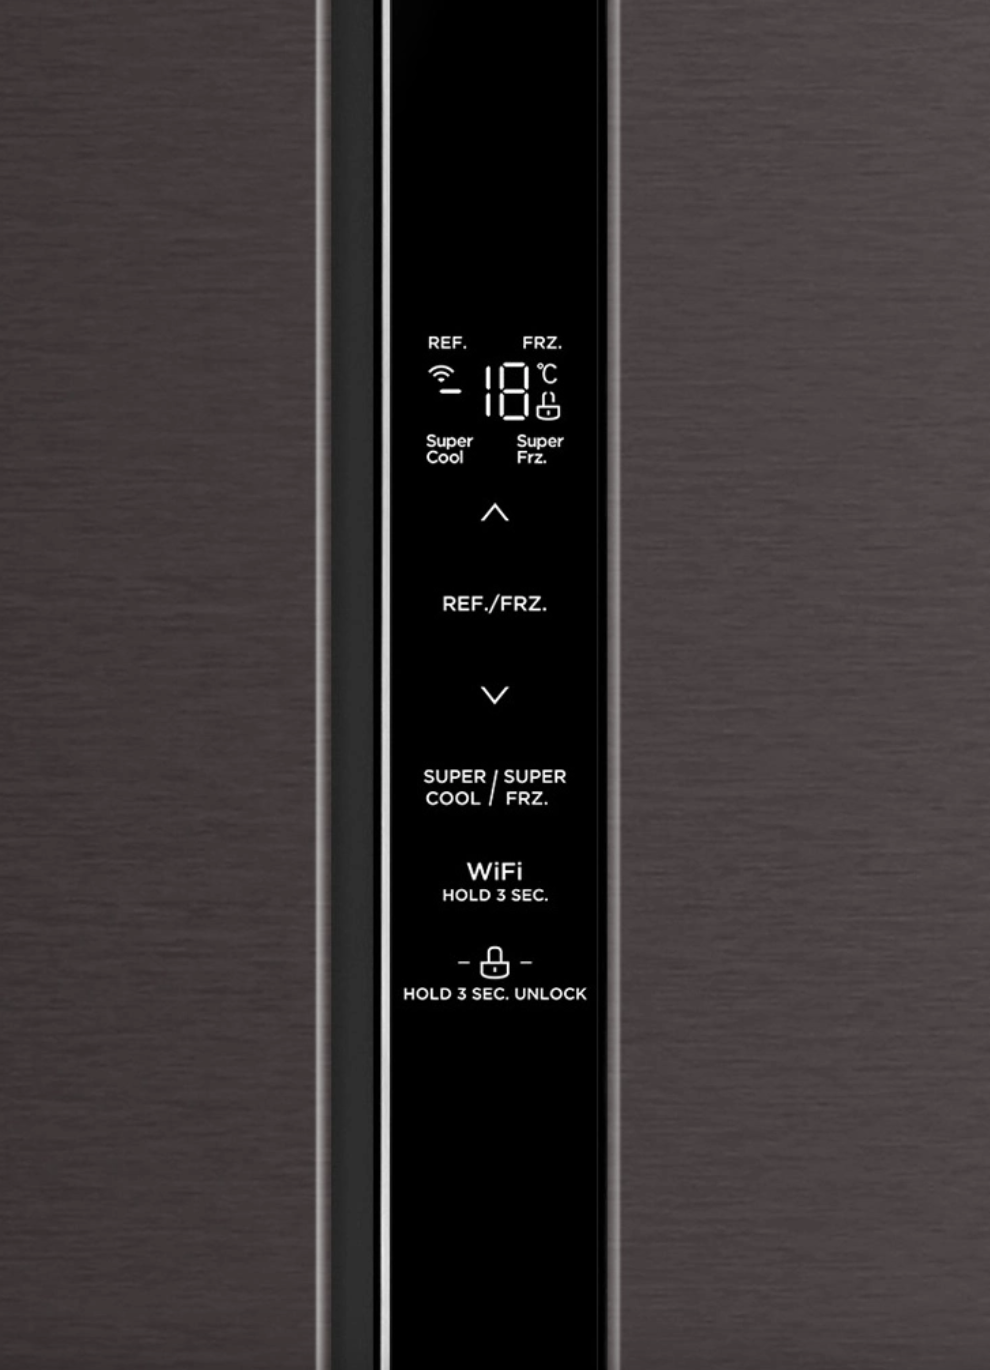 REF. FRZ.
-18 °C
Super Cool Super Frz.
REF./FRZ.
SUPER COOL / SUPER FRZ.
WiFi
HOLD 3 SEC.
HOLD 3 SEC. UNLOCK